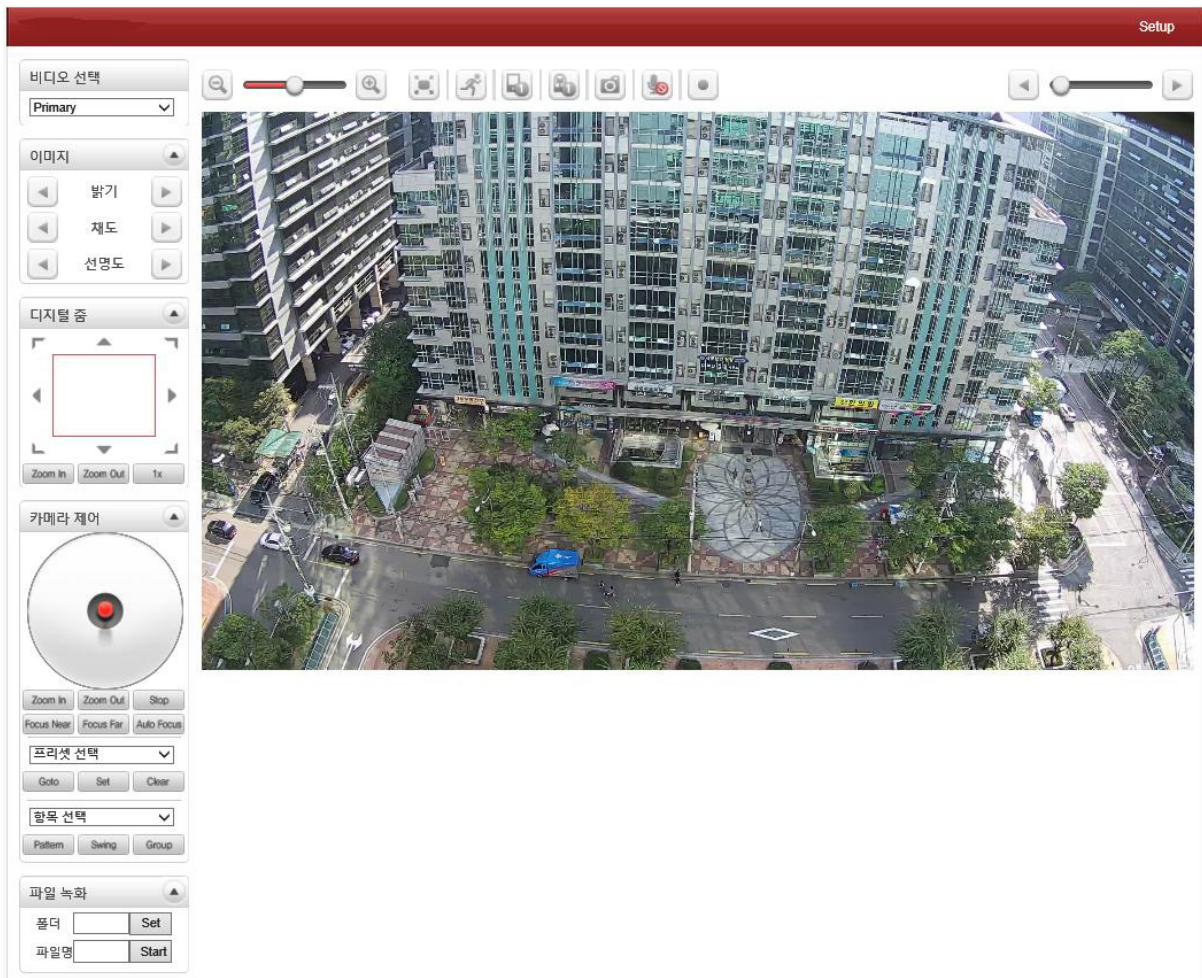 Setup
비디오 선택
Primary
이미지
밝기
채도
선명도
디지털 줌
Zoom In Zoom Out 1x
카메라 제어
Zoom In Zoom Out Stop
Focus Near Focus Far Auto Focus
프리셋 선택
Goto Set Clear
항목 선택
Pattern Swing Group
파일 녹화
폴더 Set
파일명 Start